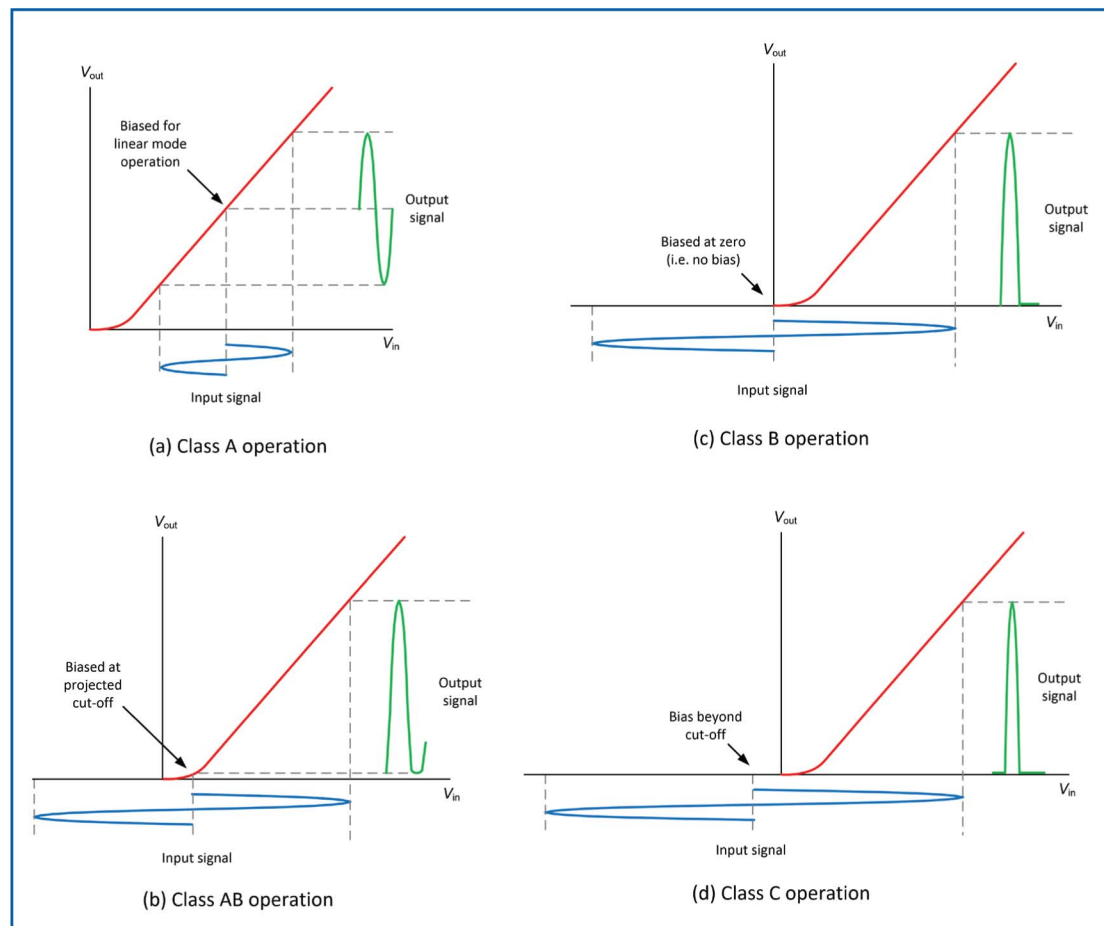 Vout
Biased for
linear mode
operation
Output
signal
Vin
Input signal
(a) Class A operation
Vout
Biased at zero
(i.e. no bias)
Output
signal
Vin
Input signal
(c) Class B operation
Vout
Biased at
projected
cut-off
Output
signal
Vin
Input signal
(b) Class AB operation
Vout
Bias beyond
cut-off
Output
signal
Vin
Input signal
(d) Class C operation